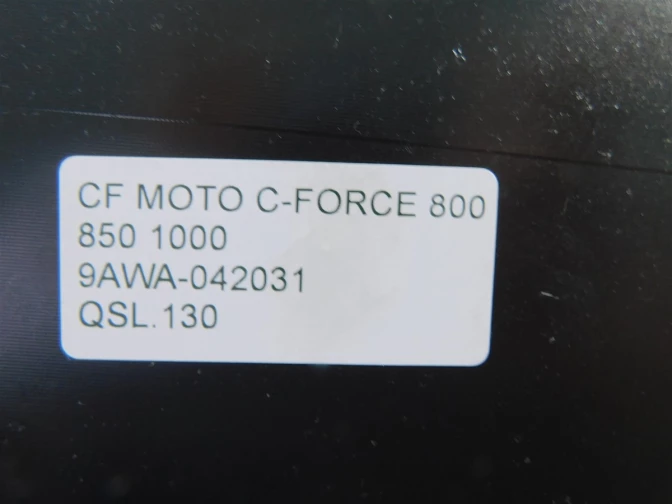 CF MOTO C-FORCE 800
850 1000
9AWA-042031
QSL.130